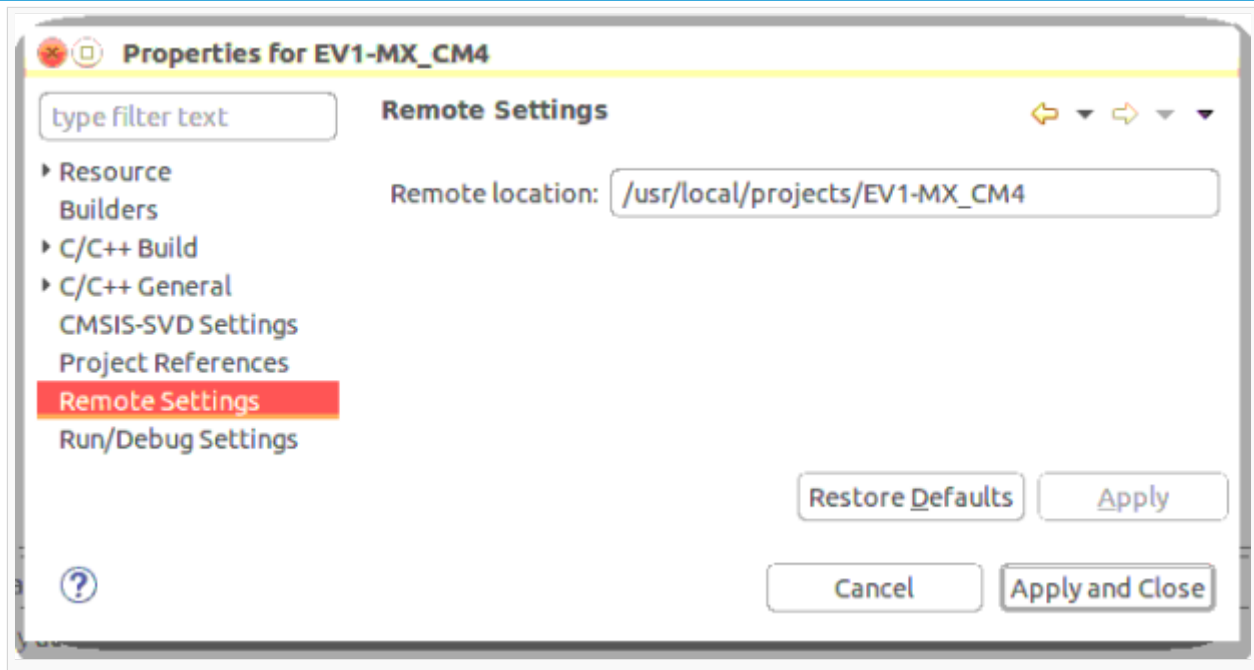 Properties for EV1-MX_CM4
type filter text
Remote Settings
Resource
Remote location: /usr/local/projects/EV1-MX_CM4
Builders
C/C++ Build
C/C++ General
CMSIS-SVD Settings
Project References
Remote Settings
Run/Debug Settings
Restore Defaults
Apply
?
Cancel
Apply and Close